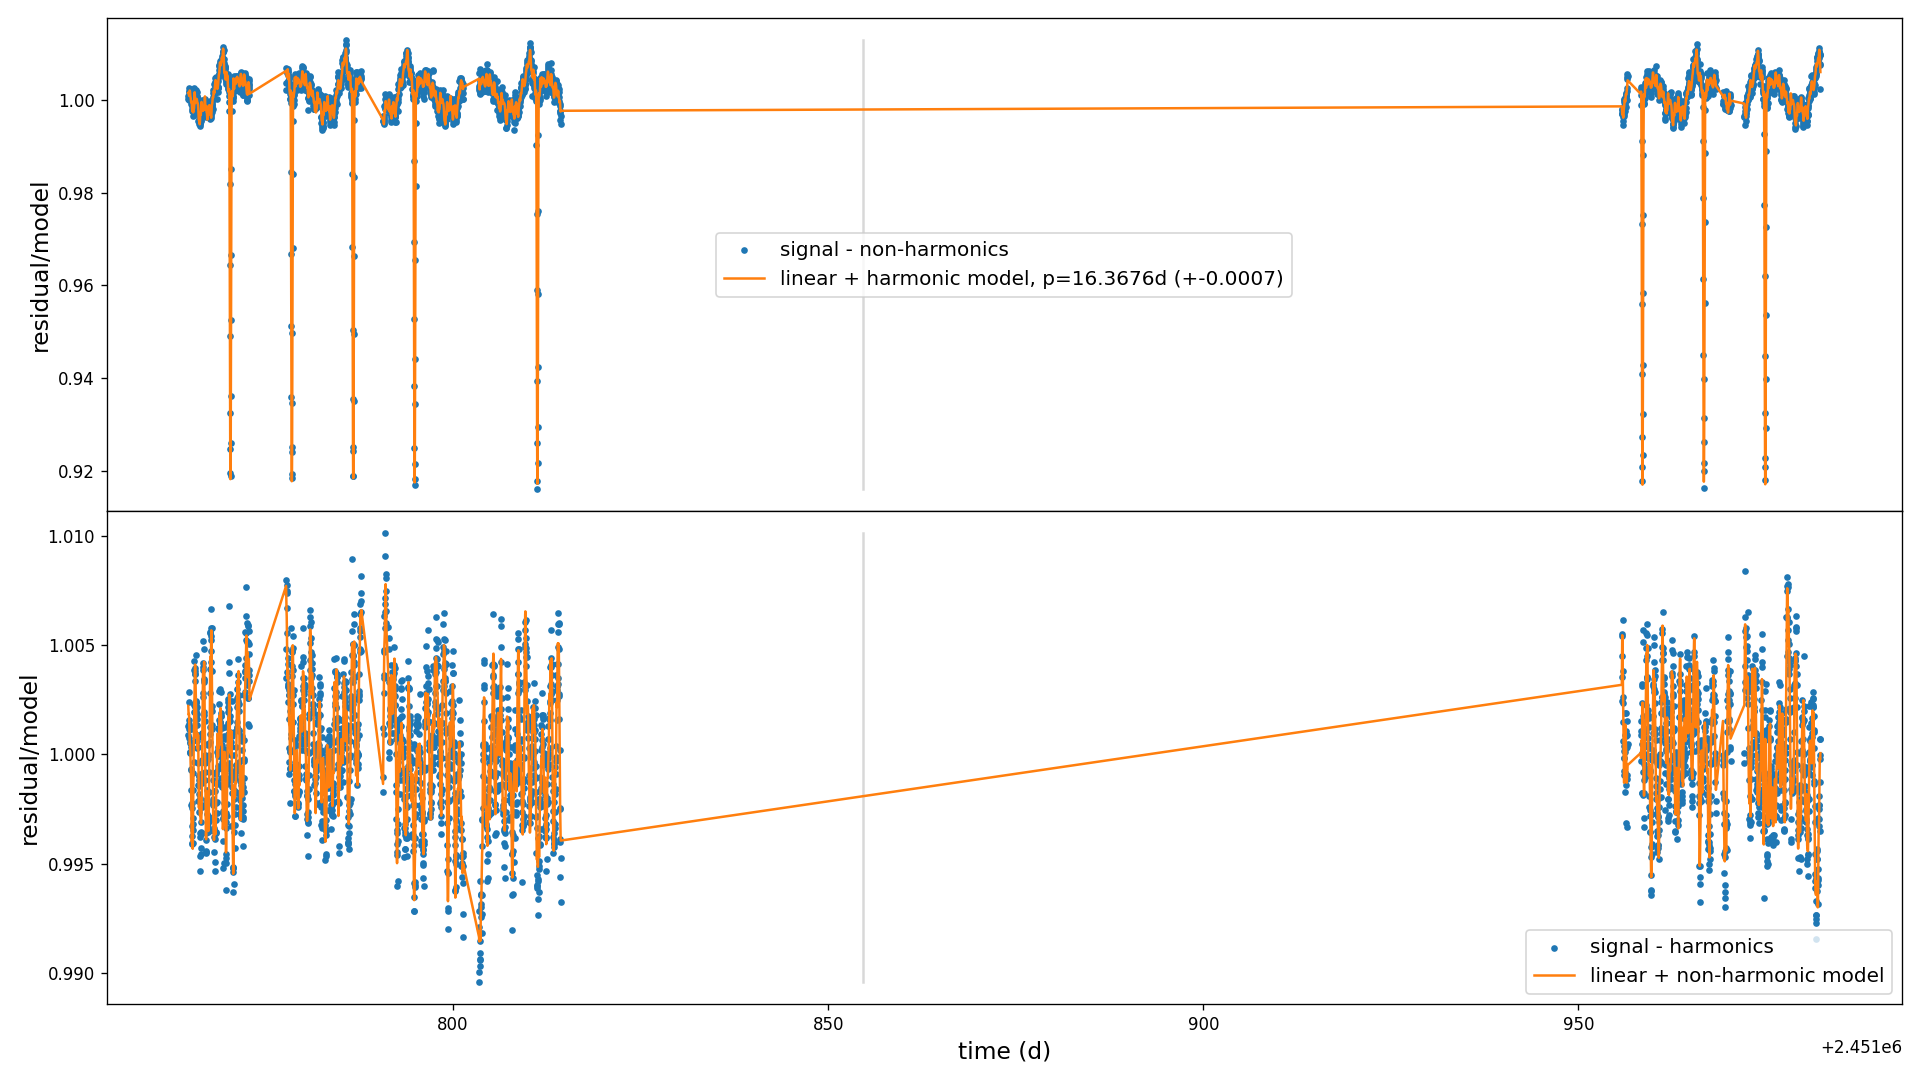 1.00
0.98
0.96
0.94
0.92
residual/model
signal - non-harmonics
linear + harmonic model, p=16.3676d (+-0.0007)
1.010
1.005
1.000
0.995
0.990
residual/model
signal - harmonics
linear + non-harmonic model
800
850
900
950
time (d)
+2.451e6